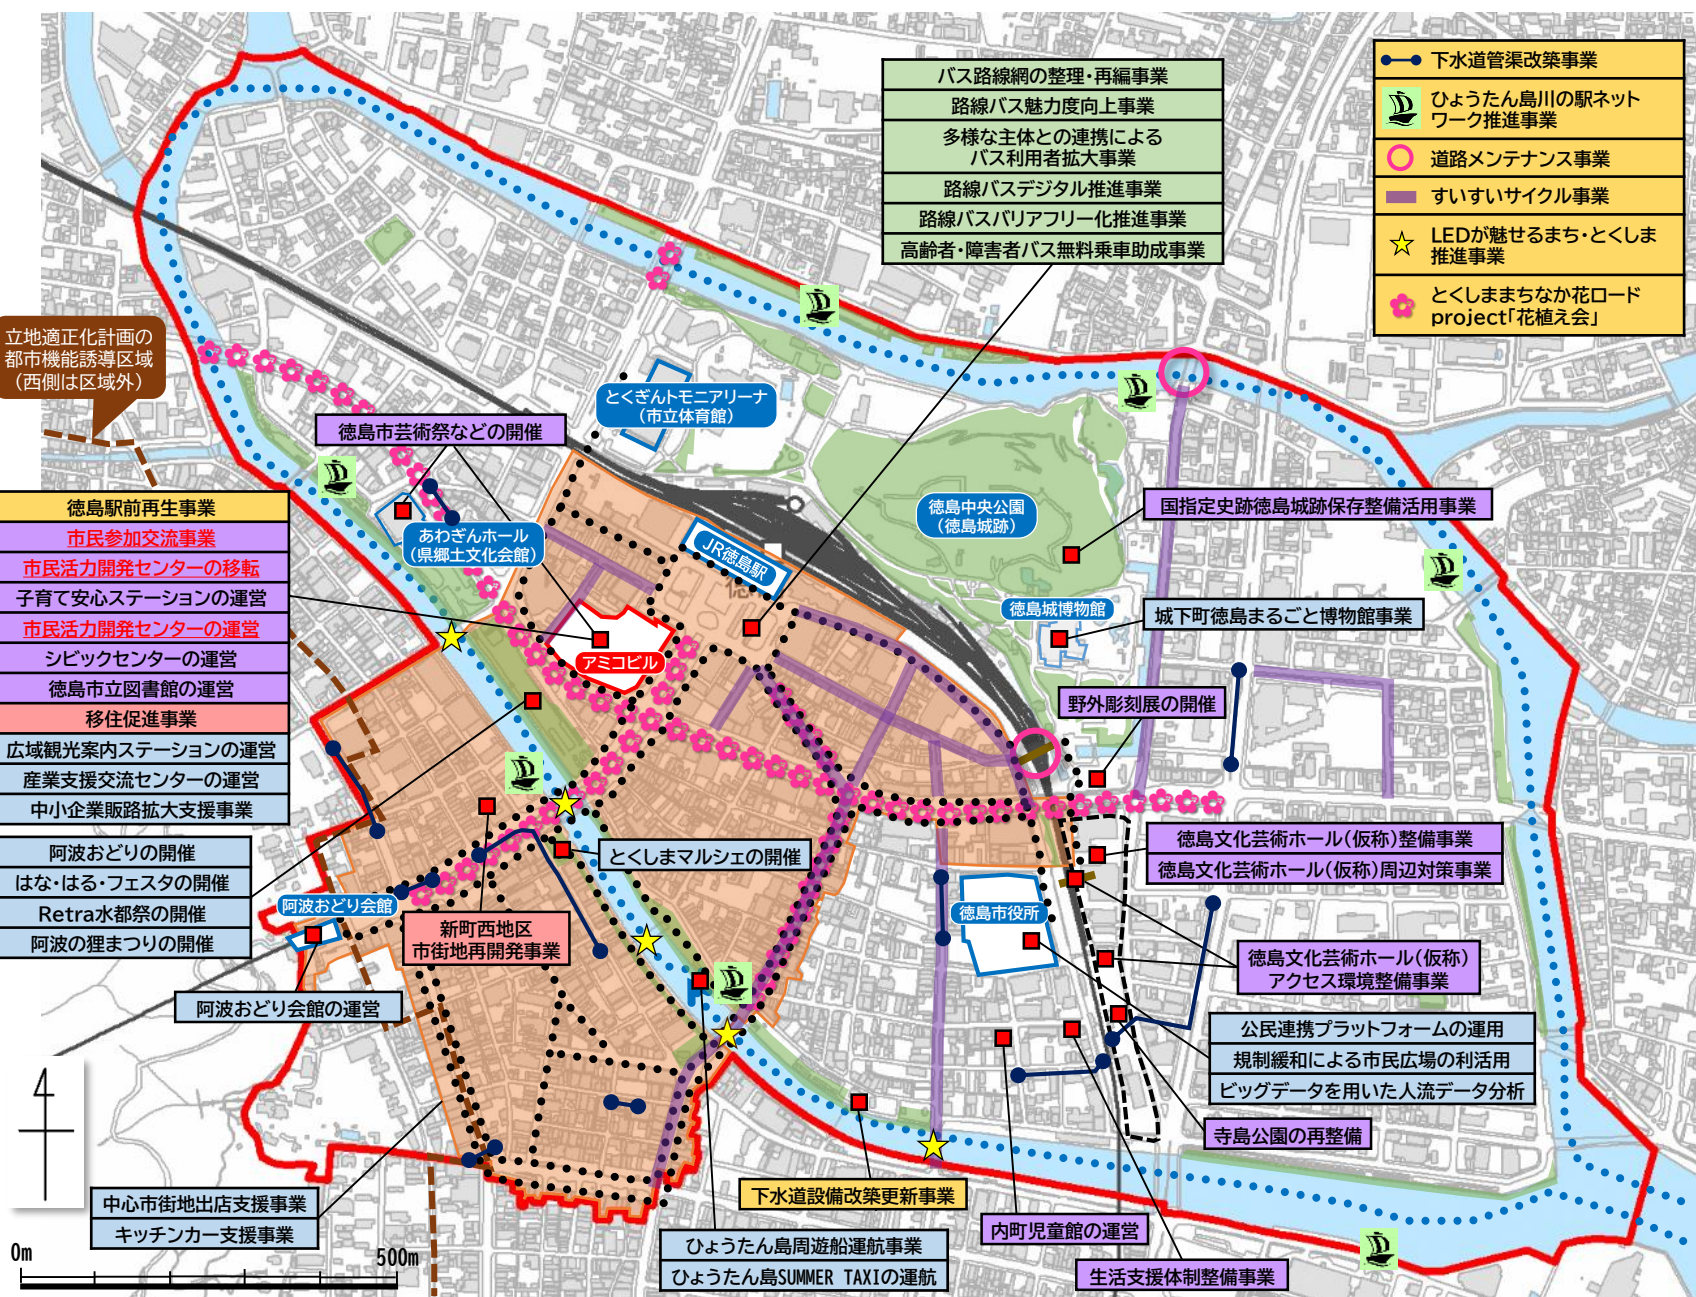 バス路線網の整理・再編事業
路線バス魅力度向上事業
多様な主体との連携による
バス利用者拡大事業
路線バスデジタル推進事業
路線バスバリアフリー化推進事業
高齢者・障害者バス無料乗車助成事業
下水道管渠改築事業
ひょうたん島川の駅ネット
ワーク推進事業
道路メンテナンス事業
すいすいサイクル事業
LEDが魅せるまち・とくしま
推進事業
とくしままちなか花ロード
project「花植え会」
立地適正化計画の
都市機能誘導区域
（西側は区域外）
とくぎんトモニアリーナ
（市立体育館）
徳島市芸術祭などの開催
徳島中央公園
（徳島城跡）
国指定史跡徳島城跡保存整備活用事業
あわぎんホール
（県郷土文化会館）
JR徳島駅
徳島城博物館
城下町徳島まるごと博物館事業
徳島駅前再生事業
市民参加交流事業
市民活力開発センターの移転
子育て安心ステーションの運営
市民活力開発センターの運営
シビックセンターの運営
徳島市立図書館の運営
移住促進事業
広域観光案内ステーションの運営
産業支援交流センターの運営
中小企業販路拡大支援事業
アミコビル
野外彫刻展の開催
阿波おどりの開催
はな・はる・フェスタの開催
Retra水都祭の開催
阿波の狸まつりの開催
とくしまマルシェの開催
徳島文化芸術ホール(仮称)整備事業
徳島文化芸術ホール(仮称)周辺対策事業
阿波おどり会館
新町西地区
市街地再開発事業
徳島市役所
徳島文化芸術ホール(仮称)
アクセス環境整備事業
阿波おどり会館の運営
公民連携プラットフォームの運用
規制緩和による市民広場の利活用
ビッグデータを用いた人流データ分析
寺島公園の再整備
中心市街地出店支援事業
キッチンカー支援事業
下水道設備改築更新事業
内町児童館の運営
ひょうたん島周遊船運航事業
ひょうたん島SUMMER TAXIの運航
生活支援体制整備事業
0m
500m